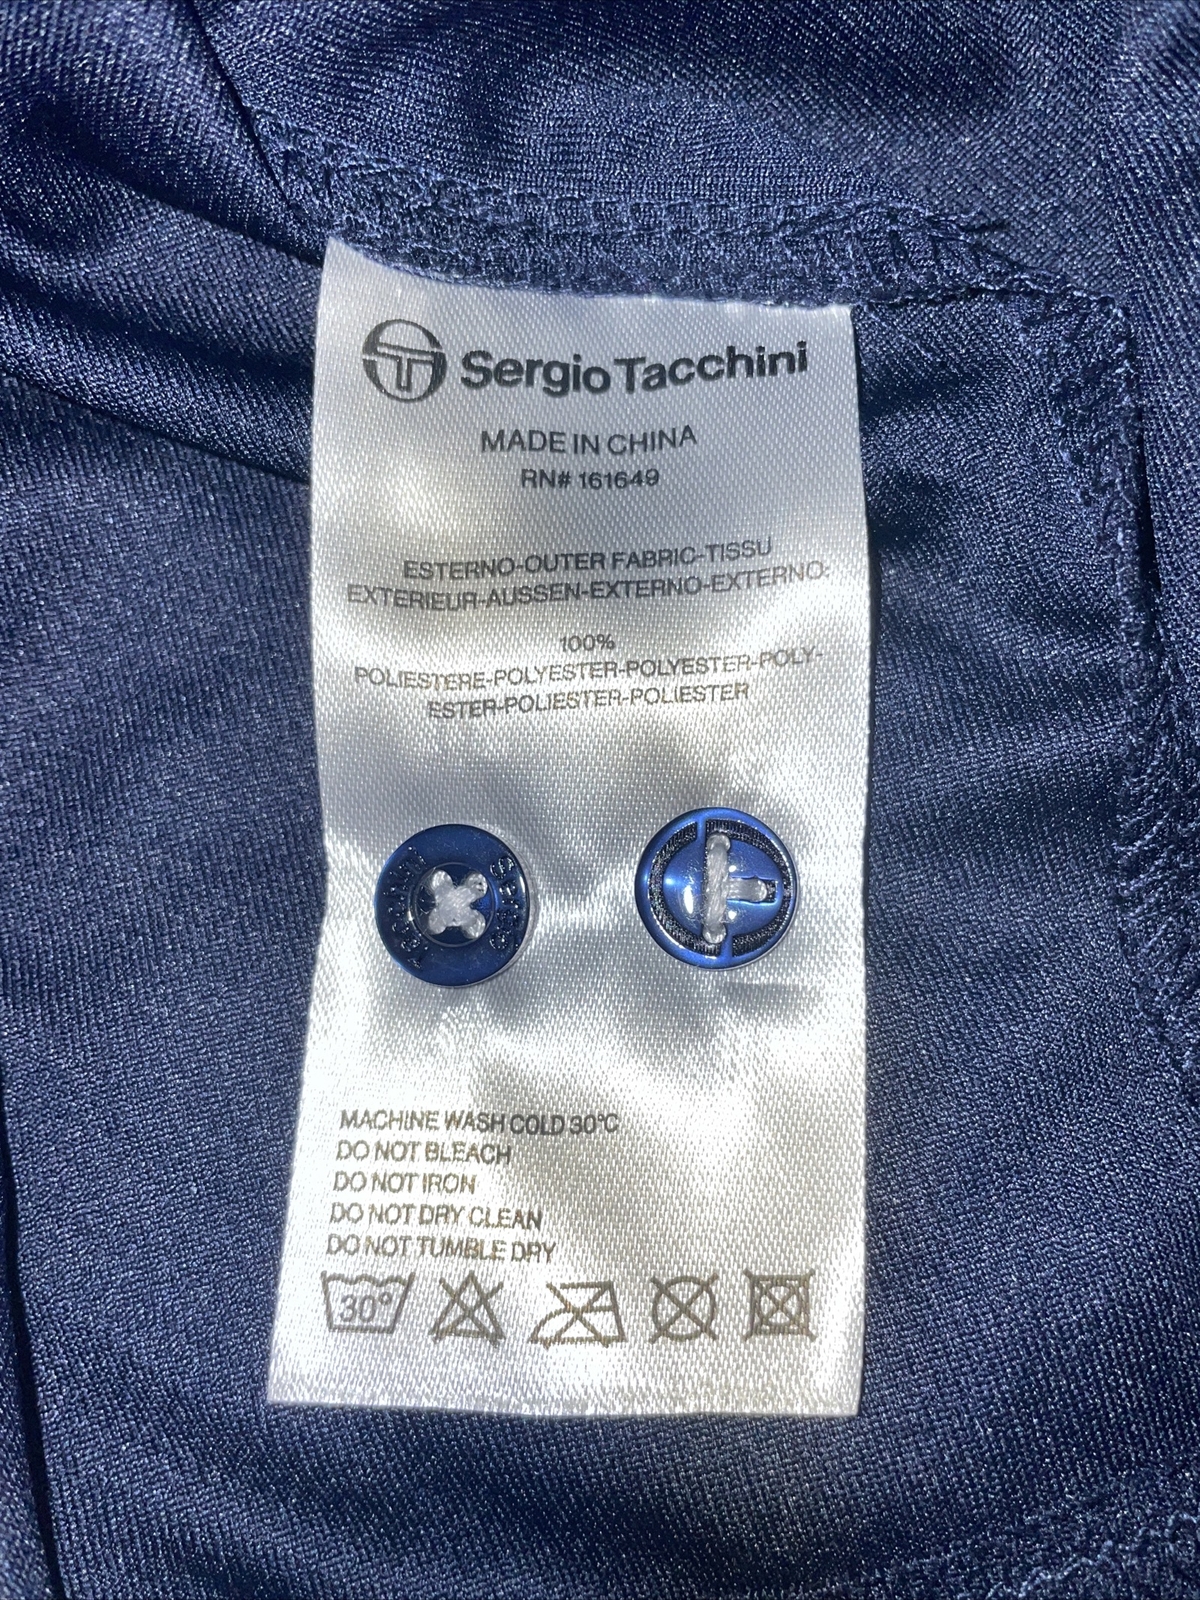 Sergio Tacchini
MADE IN CHINA
RN# 161649
ESTERNO-OUTER FABRIC-TISSU
EXTERIEUR-AUSSEN-EXTERNO-EXTERNO:
100%
POLIESTERE-POLYESTER-POLYESTER-POLY-
ESTER-POLIESTER-POLIESTER
MACHINE WASH COLD 30°C
DO NOT BLEACH
DO NOT IRON
DO NOT DRY CLEAN
DO NOT TUMBLE DRY
30°